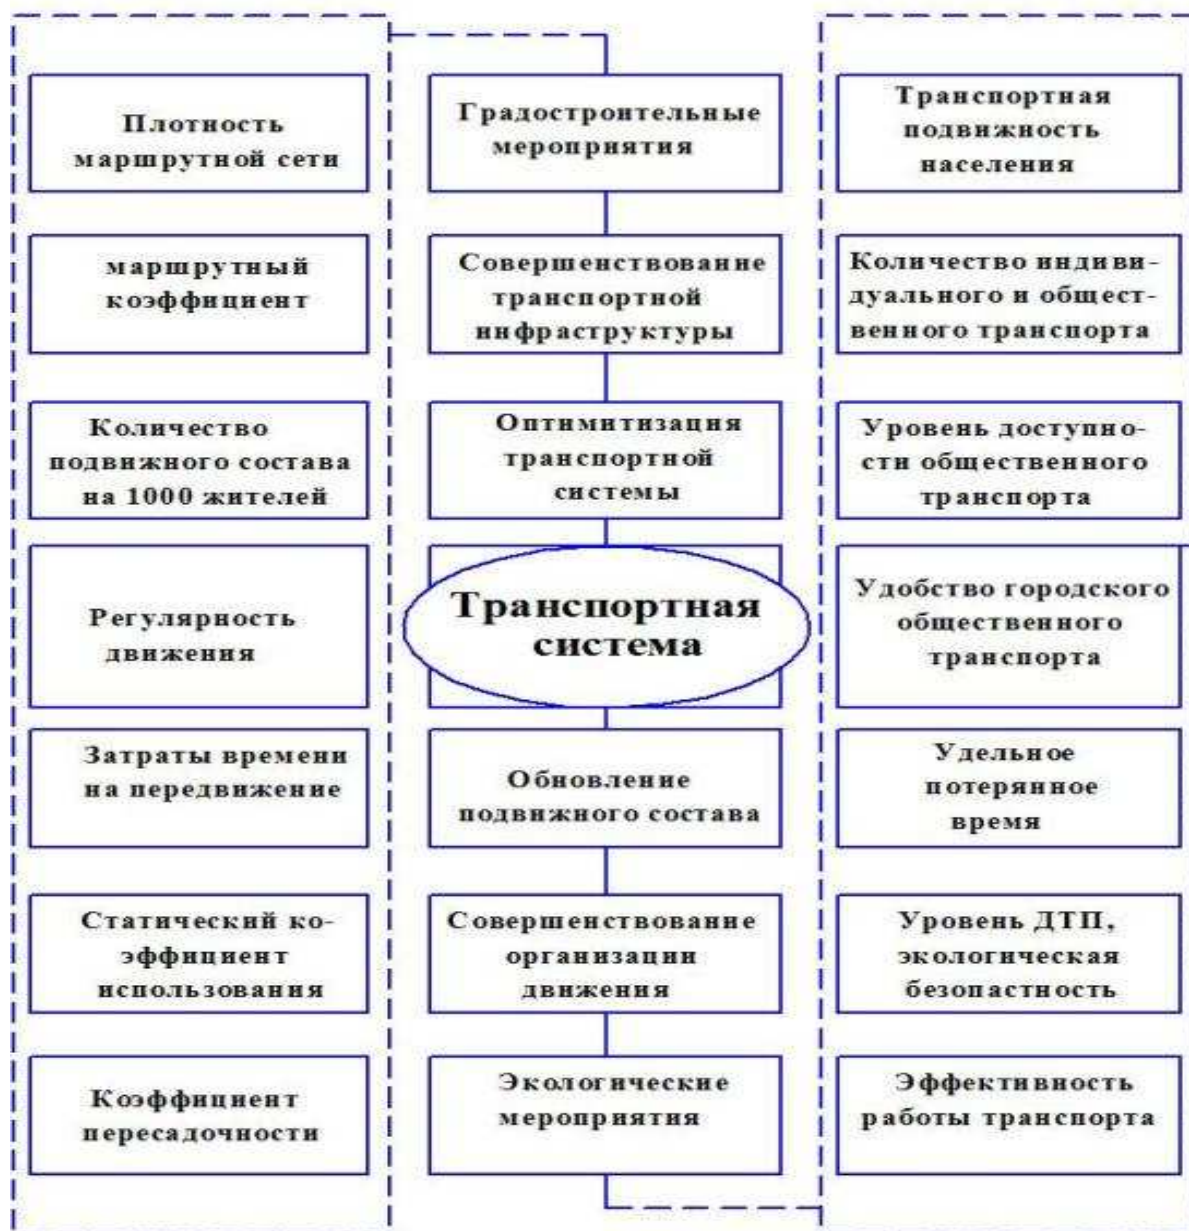 Плотность
маршрутной сети
Градостроительные
мероприятия
Транспортная
подвижность
населения
маршрутный
коэффициент
Совершенствование
транспортной
инфраструктуры
Количество индиви-
дуального и общест-
венного транспорта
Количество
подвижного состава
на 1000 жителей
Оптимитизация
транспортной
системы
Уровень доступно-
сти общественного
транспорта
Регулярность
движения
Транспортная
система
Удобство городского
общественного
транспорта
Затраты времени
на передвижение
Обновление
подвижного состава
Удельное
потерянное
время
Статический ко-
эффициент
использования
Совершенствование
организации
движения
Уровень ДТП,
экологическая
безопастность
Коэффициент
пересадочности
Экологические
мероприятия
Эффективность
работы транспорта